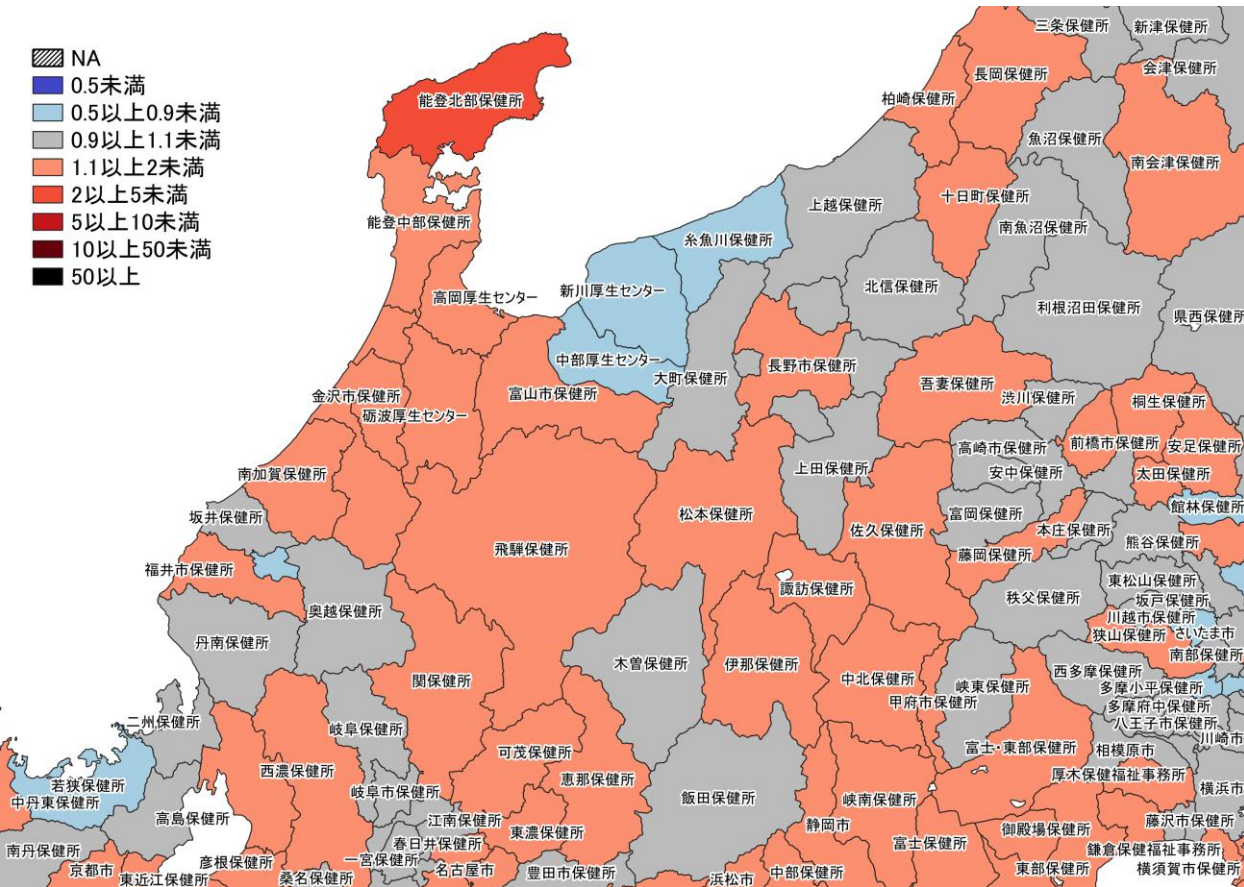 NA
0.5未満
0.5以上0.9未満
0.9以上1.1未満
1.1以上2未満
2以上5未満
5以上10未満
10以上50未満
50以上
三条保健所
新津保健所
長岡保健所
会津保健所
能登北部保健所
柏崎保健所
魚沼保健所
南会津保健所
十日町保健所
上越保健所
能登中部保健所
南魚沼保健所
糸魚川保健所
北信保健所
新川厚生センター
高岡厚生センター
利根沼田保健所
県西保健所
中部厚生センター
長野市保健所
大町保健所
吾妻保健所
富山市保健所
金沢市保健所
渋川保健所
桐生保健所
砺波厚生センター
前橋市保健所
安足保健所
高崎市保健所
南加賀保健所
上田保健所
安中保健所
太田保健所
館林保健所
坂井保健所
松本保健所
富岡保健所
佐久保健所
本庄保健所
飛騨保健所
熊谷保健所
藤岡保健所
福井市保健所
東松山保健所
諏訪保健所
秩父保健所
坂戸保健所
奥越保健所
川越市保健所
狭山保健所
さいたま市
丹南保健所
南部保健所
木曽保健所
伊那保健所
西多摩保健所
関保健所
中北保健所
峡東保健所
多摩小平保健所
甲府市保健所
多摩府中保健所
二州保健所
八王子市保健所
岐阜保健所
川崎市
可茂保健所
富士・東部保健所
相模原市
西濃保健所
厚木保健福祉事務所
恵那保健所
若狭保健所
横浜市
岐阜市保健所
飯田保健所
峡南保健所
中丹東保健所
高島保健所
江南保健所
藤沢市保健所
静岡市
東濃保健所
御殿場保健所
春日井保健所
富士保健所
南丹保健所
鎌倉保健福祉事務所
一宮保健所
彦根保健所
京都市
名古屋市
豊田市保健所
中部保健所
東部保健所
横須賀市保健所
東近江保健所
桑名保健所
浜松市